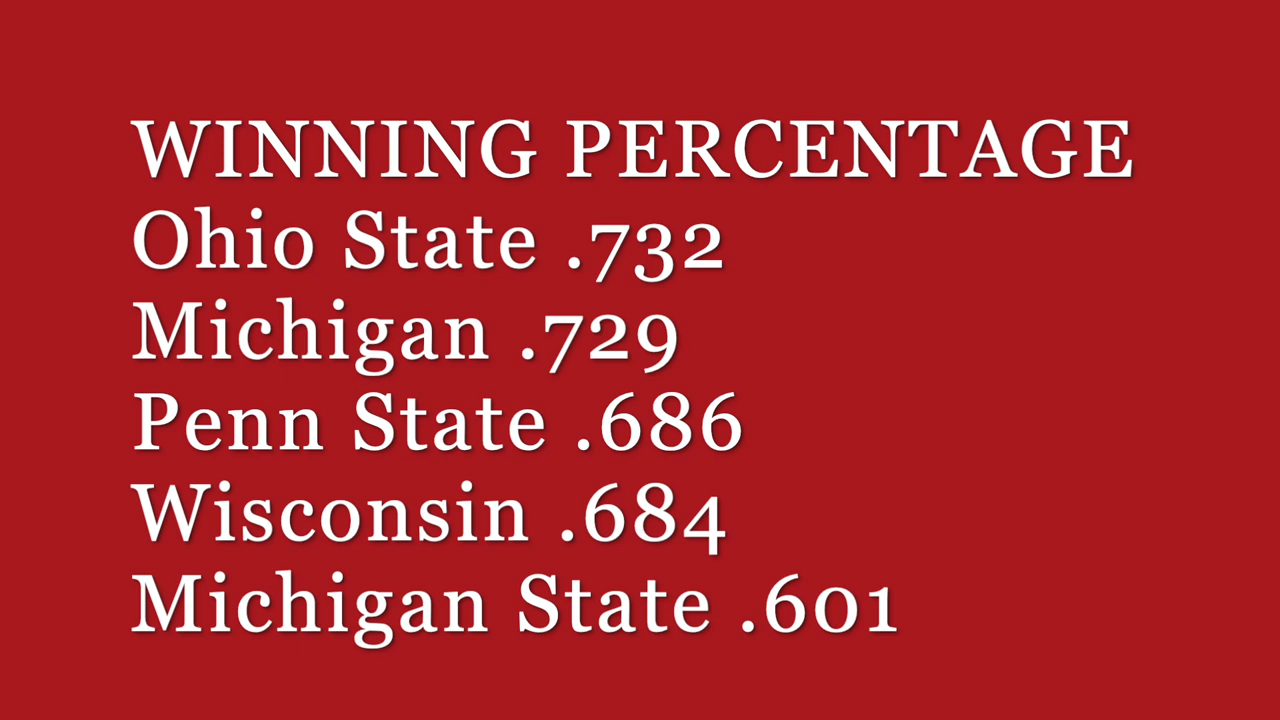 WINNING PERCENTAGE
Ohio State .732
Michigan .729
Penn State .686
Wisconsin .684
Michigan State .601